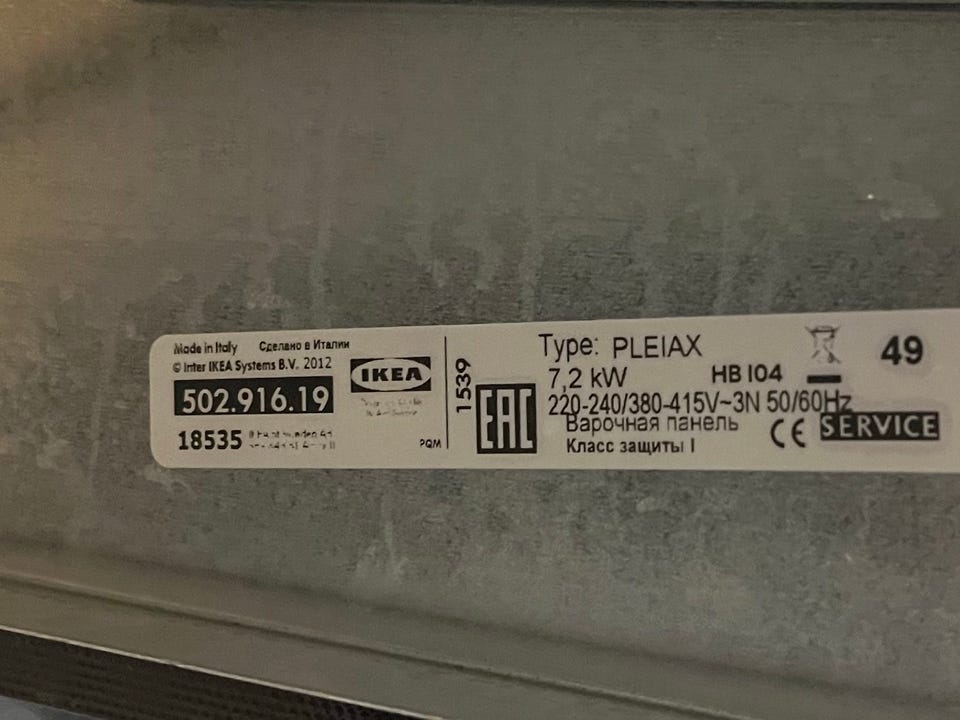 Made in Italy Сделано в Италии
© Inter IKEA Systems B.V. 2012
502.916.19
18535
IKEA
PQM
1539
EAC
Type: PLEIAX
7,2 kW HB I04
220-240/380-415V~3N 50/60Hz
Варочная панель
Класс защиты I
CE
SERVICE
49